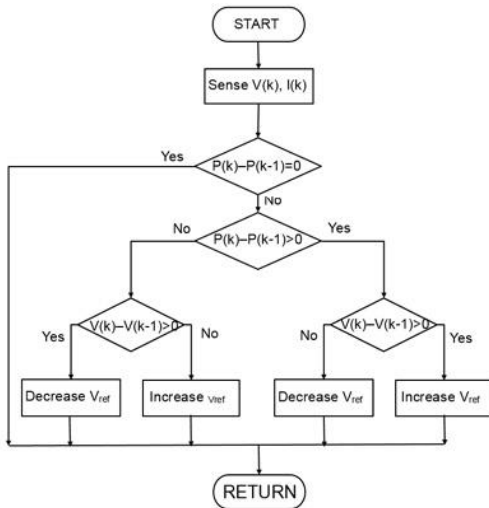 START
Sense V(k), I(k)
Yes
P(k)–P(k-1)=0
No
No
P(k)–P(k-1)>0
Yes
V(k)–V(k-1)>0
V(k)–V(k-1)>0
Yes
No
No
Yes
Decrease Vref
Increase Vref
Decrease Vref
Increase Vref
RETURN